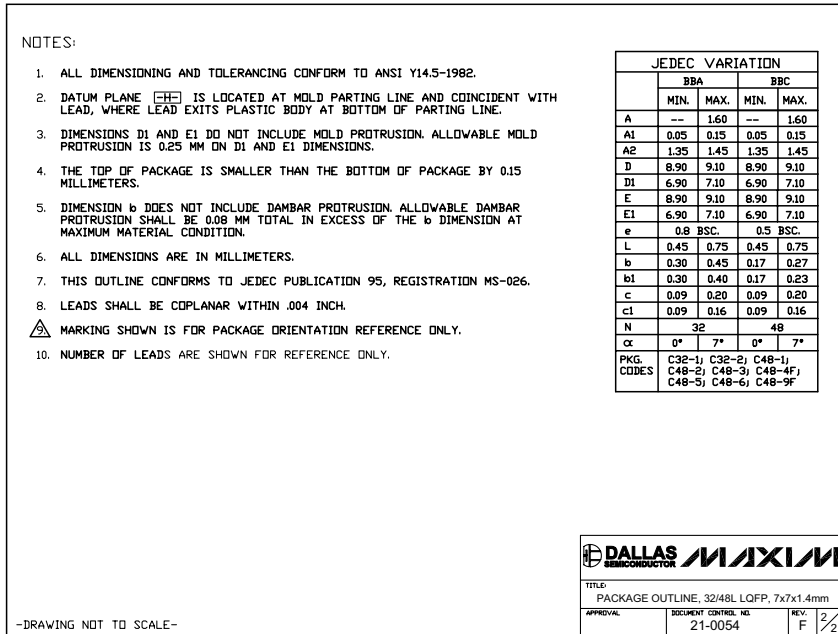 NOTES:
1. ALL DIMENSIONING AND TOLERANCING CONFORM TO ANSI Y14.5-1982.
2. DATUM PLANE -H- IS LOCATED AT MOLD PARTING LINE AND COINCIDENT WITH
LEAD, WHERE LEAD EXITS PLASTIC BODY AT BOTTOM OF PARTING LINE.
3. DIMENSIONS D1 AND E1 DO NOT INCLUDE MOLD PROTRUSION. ALLOWABLE MOLD
PROTRUSION IS 0.25 MM ON D1 AND E1 DIMENSIONS.
4. THE TOP OF PACKAGE IS SMALLER THAN THE BOTTOM OF PACKAGE BY 0.15
MILLIMETERS.
5. DIMENSION b DOES NOT INCLUDE DAMBAR PROTRUSION. ALLOWABLE DAMBAR
PROTRUSION SHALL BE 0.08 MM TOTAL IN EXCESS OF THE b DIMENSION AT
MAXIMUM MATERIAL CONDITION.
6. ALL DIMENSIONS ARE IN MILLIMETERS.
7. THIS OUTLINE CONFORMS TO JEDEC PUBLICATION 95, REGISTRATION MS-026.
8. LEADS SHALL BE COPLANAR WITHIN .004 INCH.
9. MARKING SHOWN IS FOR PACKAGE ORIENTATION REFERENCE ONLY.
10. NUMBER OF LEADS ARE SHOWN FOR REFERENCE ONLY.
JEDEC VARIATION
BBA BBC
MIN. MAX. MIN. MAX.
A -- 1.60 -- 1.60
A1 0.05 0.15 0.05 0.15
A2 1.35 1.45 1.35 1.45
D 8.90 9.10 8.90 9.10
D1 6.90 7.10 6.90 7.10
E 8.90 9.10 8.90 9.10
E1 6.90 7.10 6.90 7.10
e 0.8 BSC. 0.5 BSC.
L 0.45 0.75 0.45 0.75
b 0.30 0.45 0.17 0.27
b1 0.30 0.40 0.17 0.23
c 0.09 0.20 0.09 0.20
c1 0.09 0.16 0.09 0.16
N 32 48
α 0° 7° 0° 7°
PKG. C32-1; C32-2; C48-1;
CODES C48-2; C48-3; C48-4F;
C48-5; C48-6; C48-9F
DALLAS SEMICONDUCTOR MAXIM
TITLE:
PACKAGE OUTLINE, 32/48L LQFP, 7x7x1.4mm
APPROVAL DOCUMENT CONTROL NO. REV.
21-0054 F 2/2
-DRAWING NOT TO SCALE-